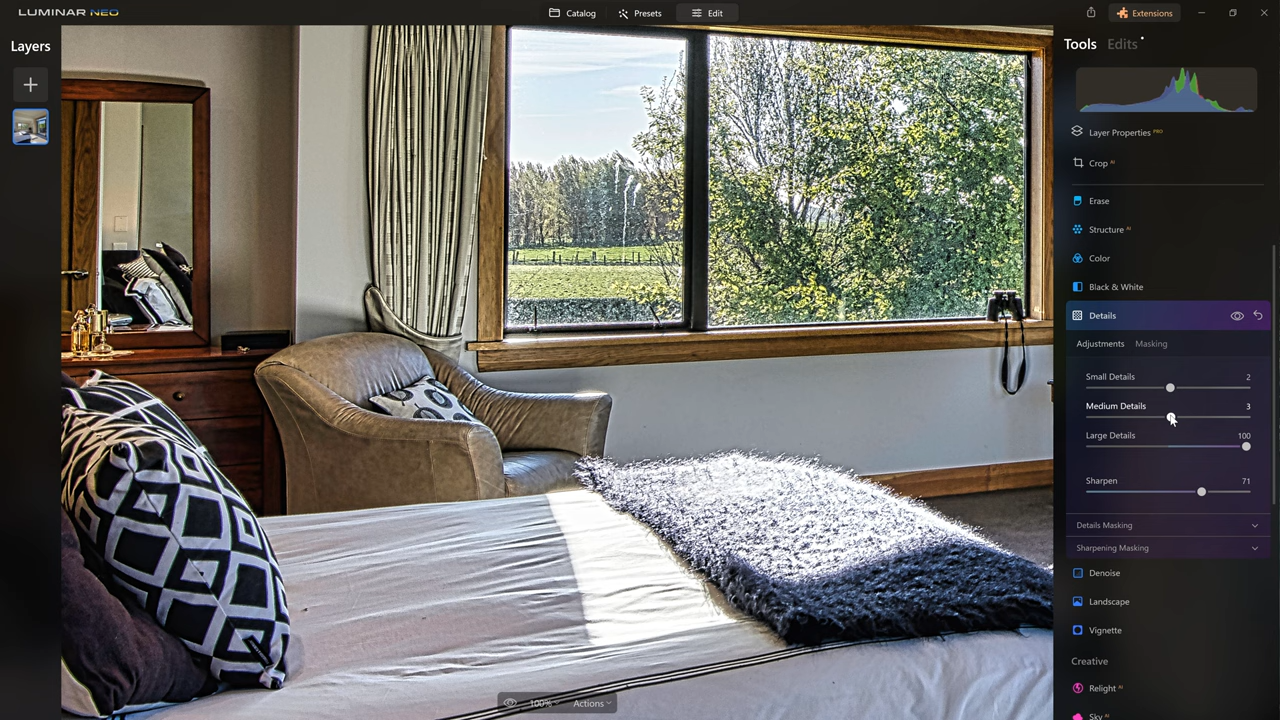 LUMINAR NEO
Catalog
Presets
Edit
Extensions
Layers
Tools
Edits
Layer Properties PRO
Crop AI
Erase
Structure AI
Color
Black & White
Details
Adjustments
Masking
Small Details 2
Medium Details 3
Large Details 100
Sharpen 71
Details Masking
Sharpening Masking
Denoise
Landscape
Vignette
Creative
Relight AI
Sky AI
100%
Actions